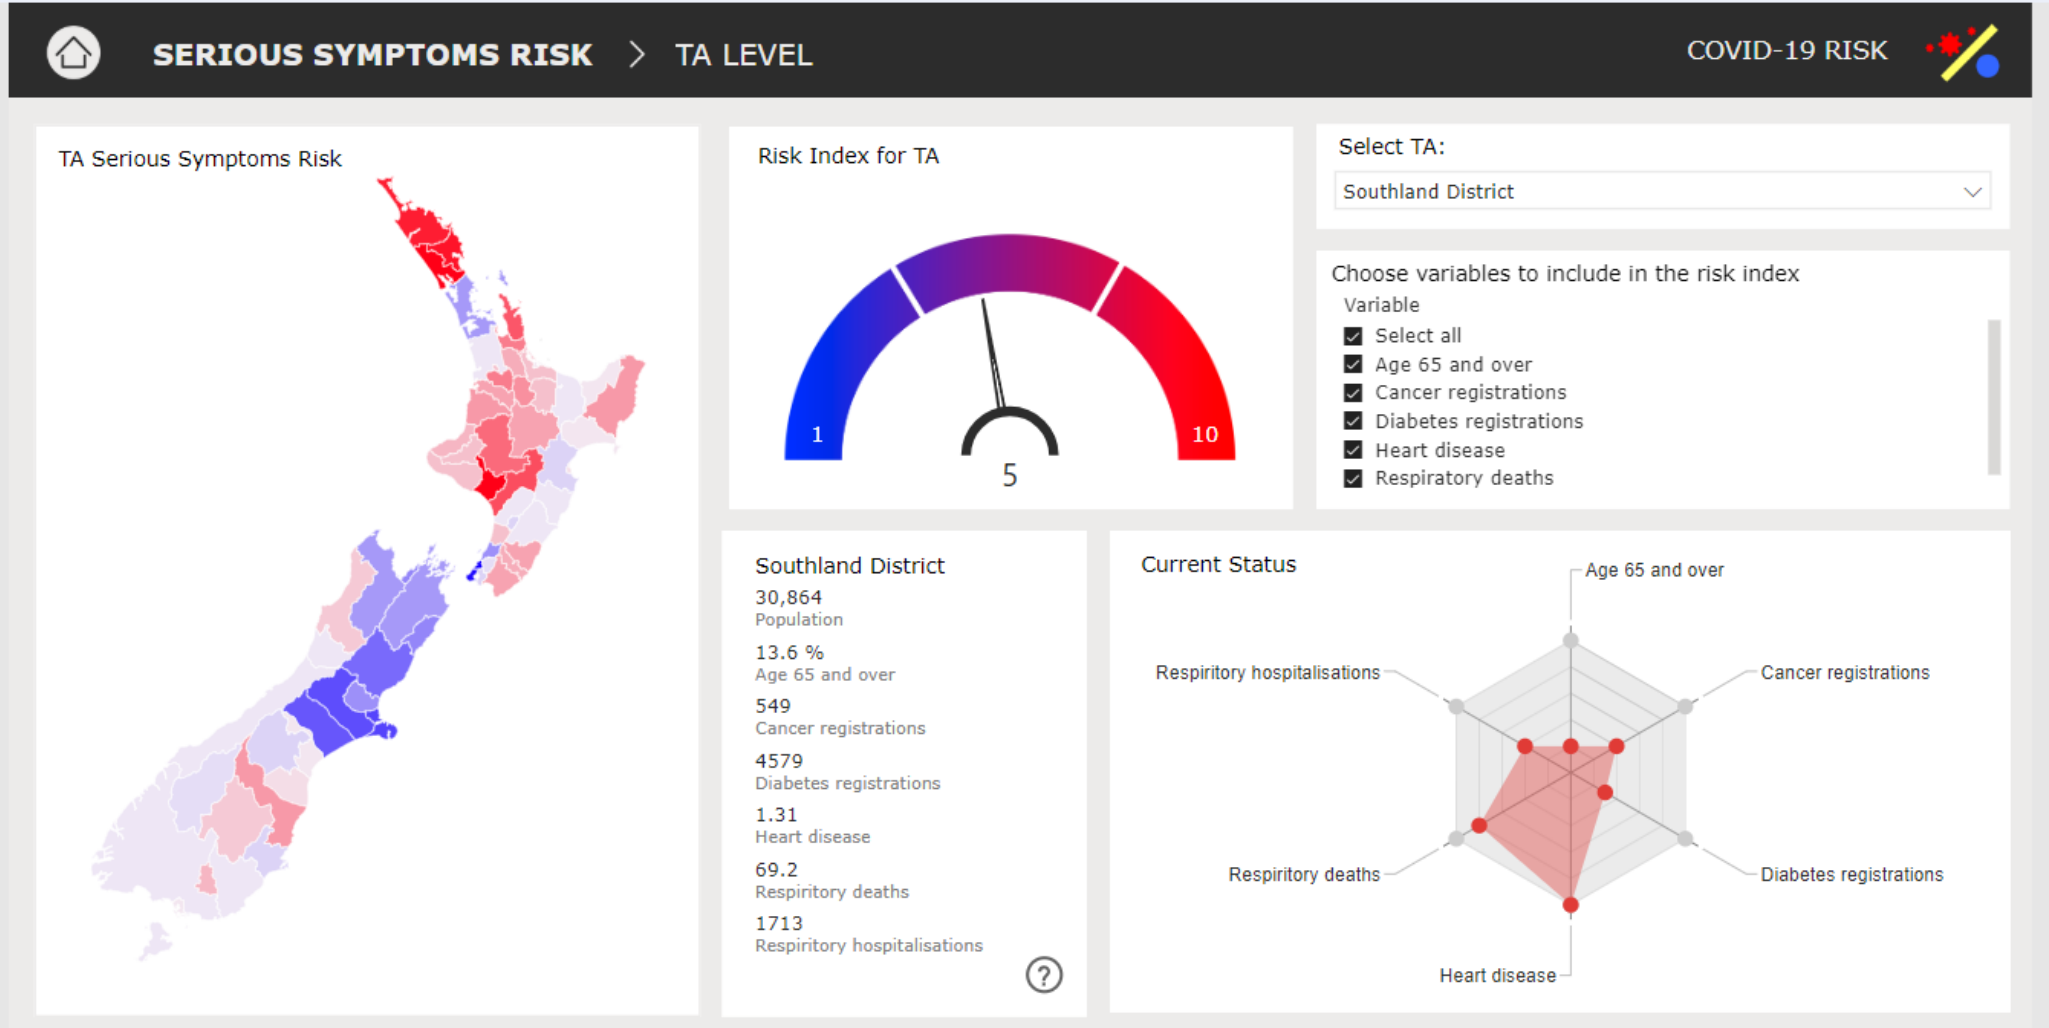 SERIOUS SYMPTOMS RISK > TA LEVEL
COVID-19 RISK
TA Serious Symptoms Risk
Risk Index for TA
1
10
5
Select TA:
Southland District
Choose variables to include in the risk index
Variable
Select all
Age 65 and over
Cancer registrations
Diabetes registrations
Heart disease
Respiratory deaths
Southland District
30,864
Population
13.6 %
Age 65 and over
549
Cancer registrations
4579
Diabetes registrations
1.31
Heart disease
69.2
Respiritory deaths
1713
Respiritory hospitalisations
?
Current Status
Age 65 and over
Respiritory hospitalisations
Cancer registrations
Respiritory deaths
Diabetes registrations
Heart disease